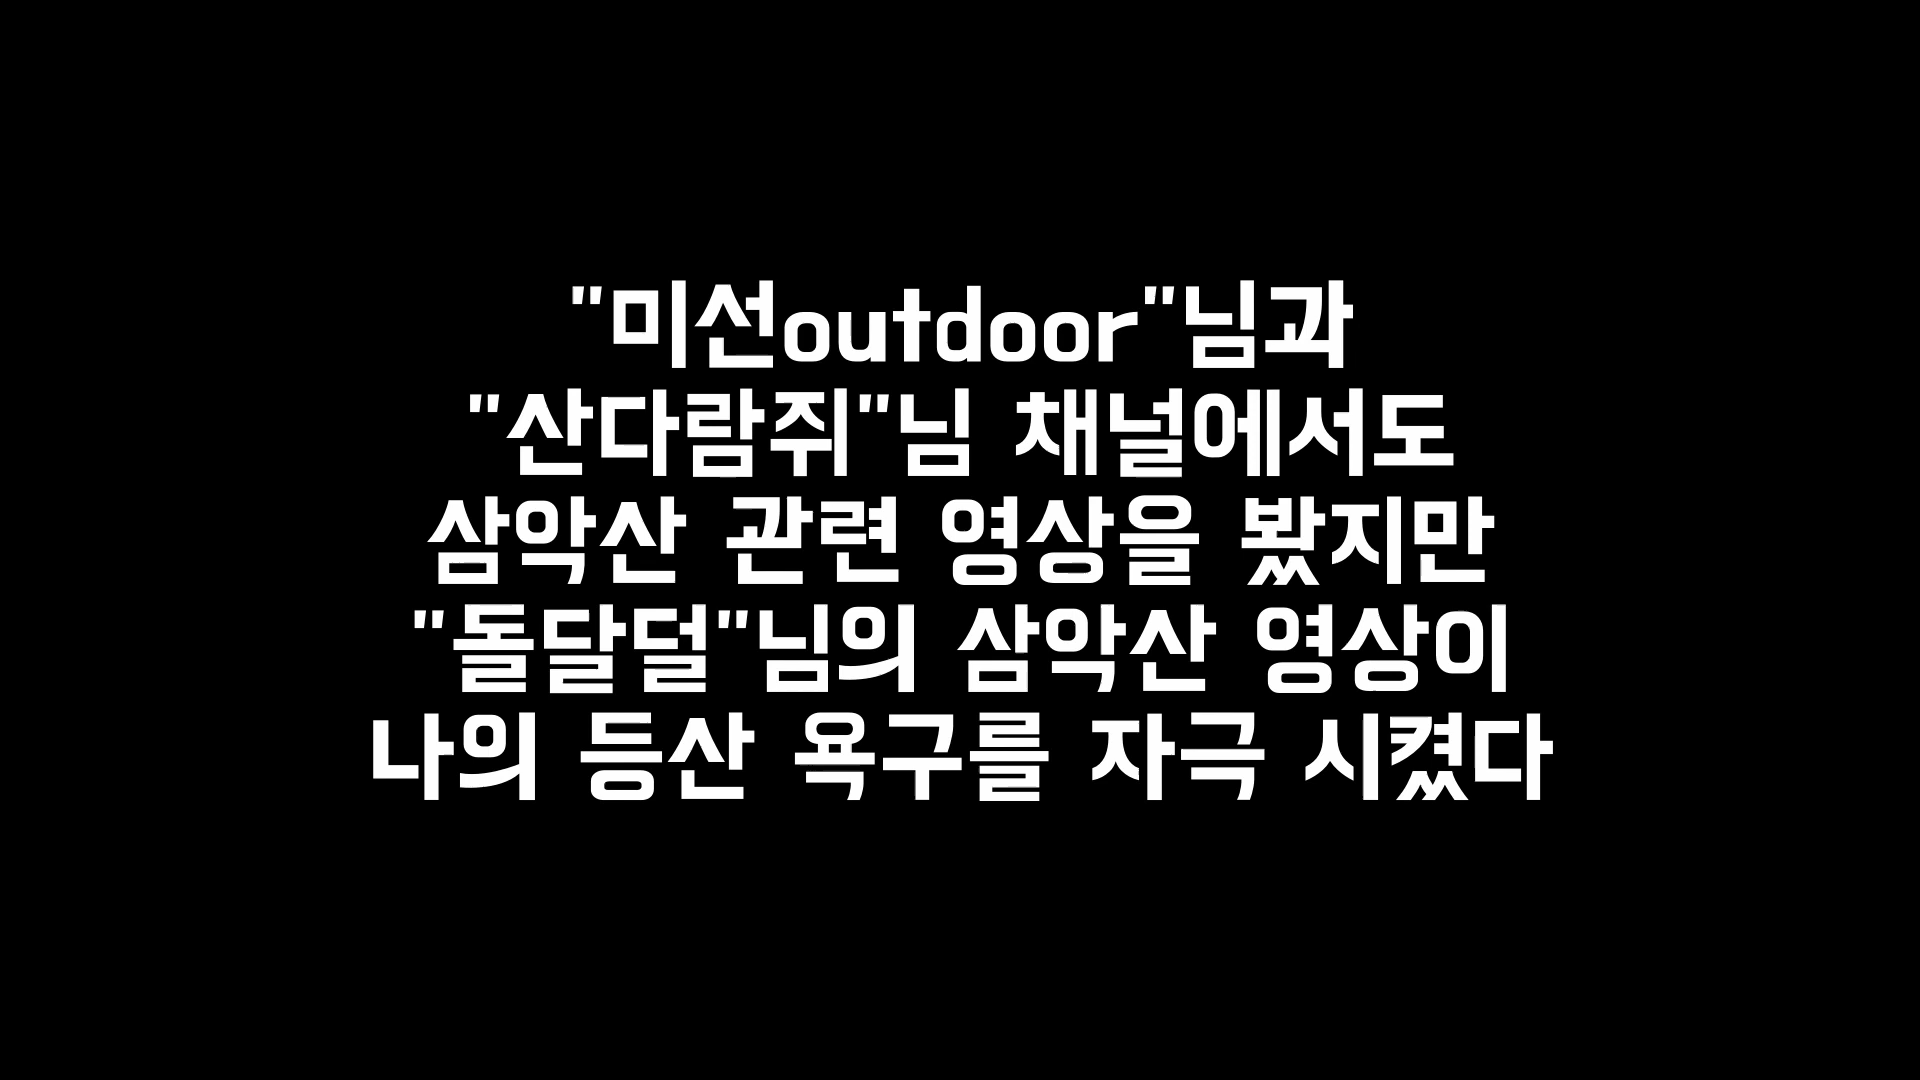 "미선outdoor"님과
"산다람쥐"님 채널에서도
삼악산 관련 영상을 봤지만
"돌달덜"님의 삼악산 영상이
나의 등산 욕구를 자극 시켰다